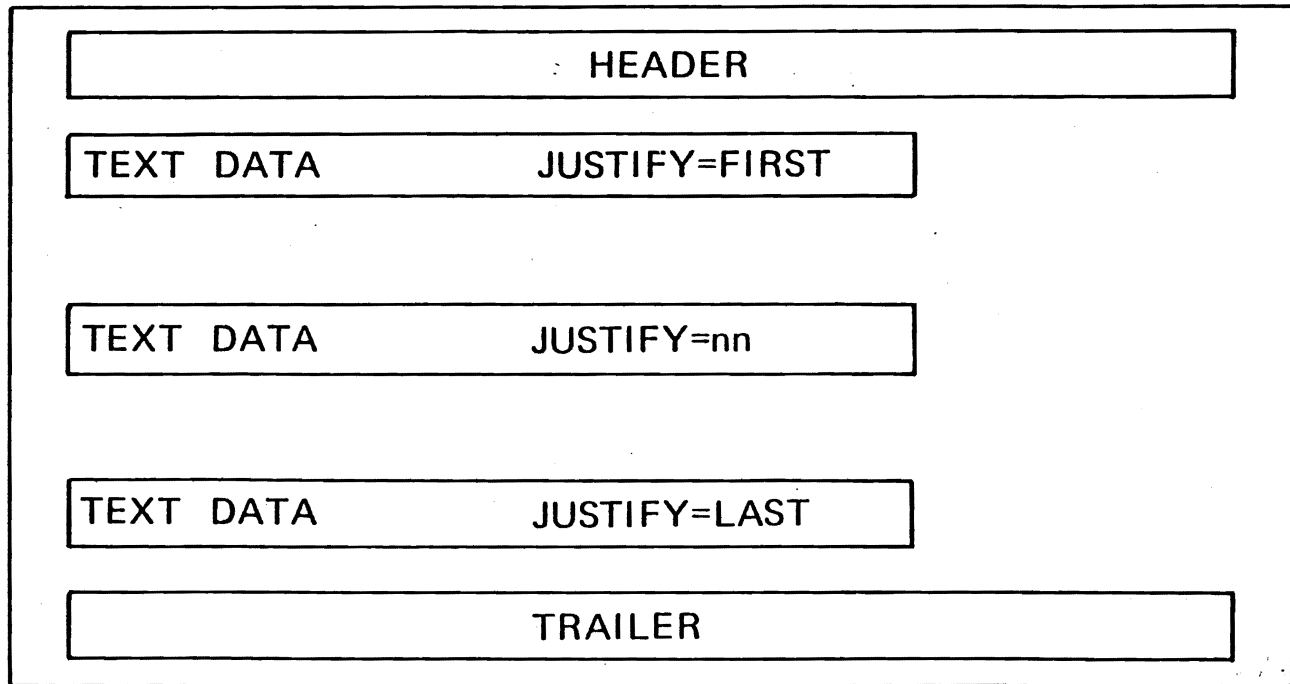 HEADER
TEXT DATA JUSTIFY=FIRST
TEXT DATA JUSTIFY=nn
TEXT DATA JUSTIFY=LAST
TRAILER